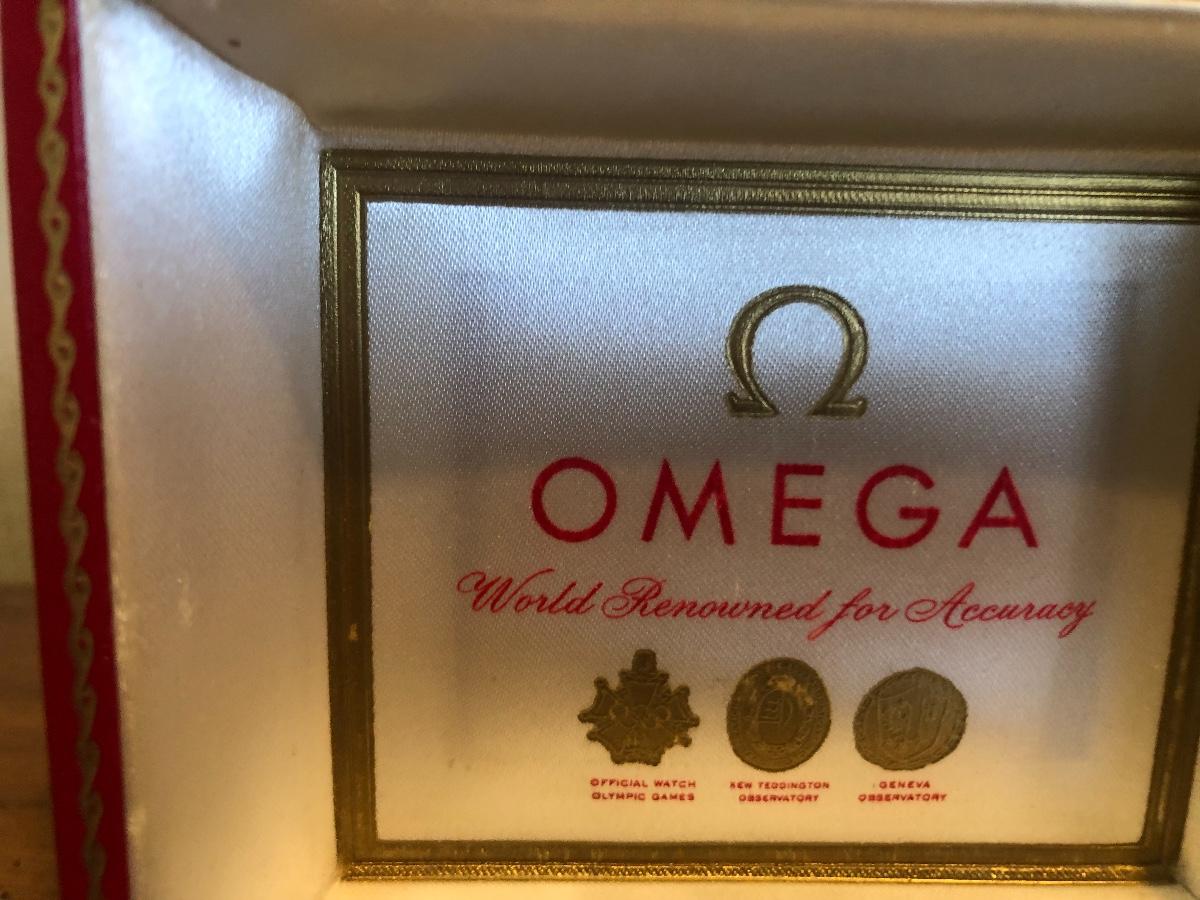 Ω
OMEGA
World Renowned for Accuracy
OFFICIAL WATCH
OLYMPIC GAMES
KEW TEDDINGTON
OBSERVATORY
GENEVA
OBSERVATORY